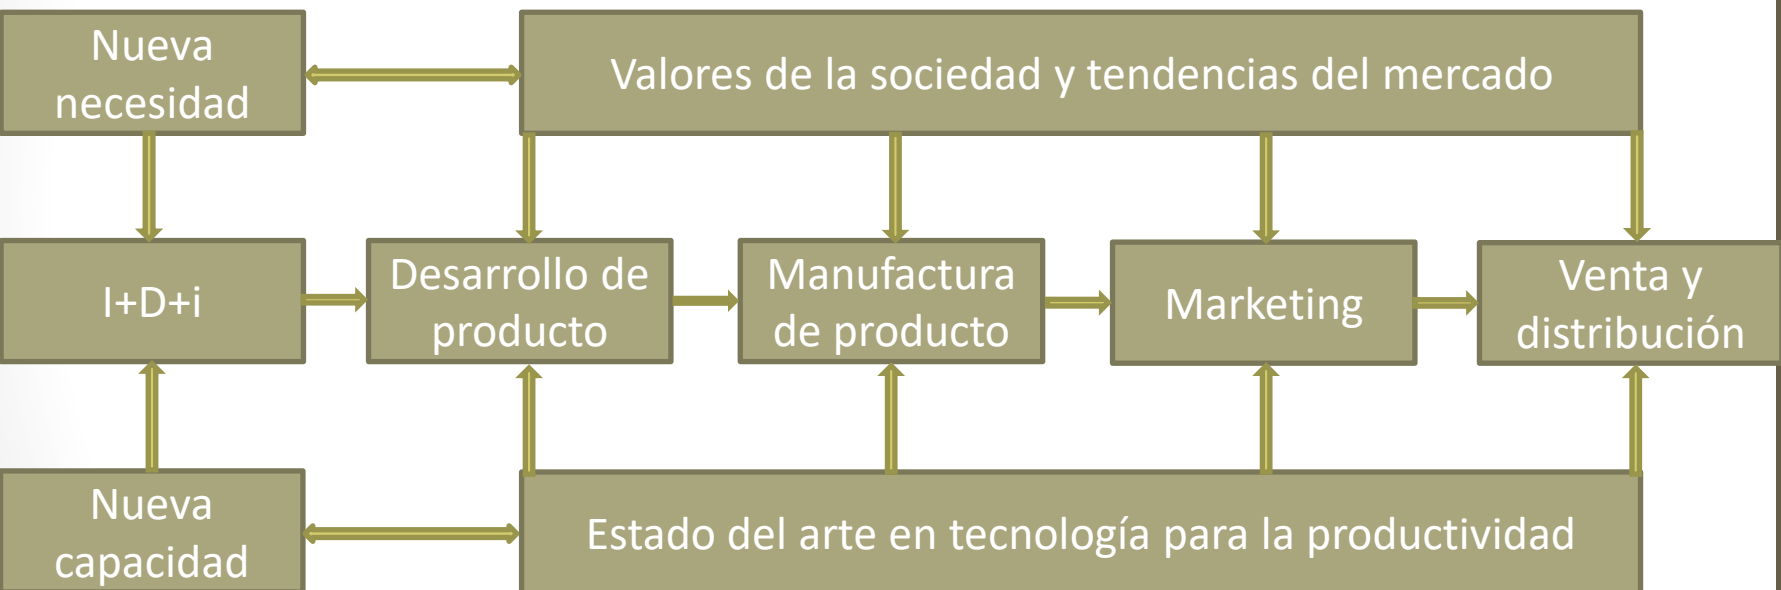 Nueva
necesidad
Valores de la sociedad y tendencias del mercado
I+D+i
Desarrollo de
producto
Manufactura
de producto
Marketing
Venta y
distribución
Nueva
capacidad
Estado del arte en tecnología para la productividad